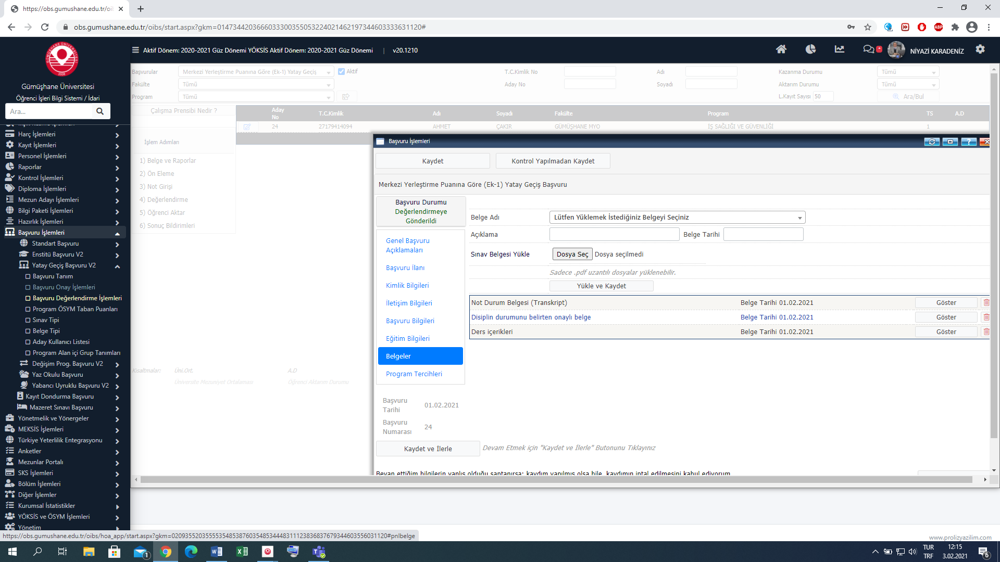 https://obs.gumushane.edu.tr/oib
obs.gumushane.edu.tr/oibs/start.aspx?gkm=0147344203666033300355053224021462197344603333631120#
ABP
GÜMÜŞHANE ÜNİVERSİTESİ
2008
Gümüşhane Üniversitesi
Öğrenci İşleri Bilgi Sistemi / İdari
Ara...
Aktif Dönem: 2020-2021 Güz Dönemi YÖKSİS Aktif Dönem: 2020-2021 Güz Dönemi | v20.1210
NİYAZİ KARADENİZ
Harç İşlemleri
Kayıt İşlemleri
Personel İşlemleri
Raporlar
Kontrol İşlemleri
Diploma İşlemleri
Mezun Adayı İşlemleri
Bilgi Paketi İşlemleri
Hazırlık İşlemleri
Başvuru İşlemleri
Standart Başvuru
Enstitü Başvuru V2
Yatay Geçiş Başvuru V2
Başvuru Tanım
Başvuru Onay İşlemleri
Başvuru Değerlendirme İşlemleri
Program ÖSYM Taban Puanları
Sınav Tipi
Belge Tipi
Aday Kullanıcı Listesi
Program Alan içi Grup Tanımları
Değişim Prog. Başvuru V2
Yaz Okulu Başvuru
Yabancı Uyruklu Başvuru V2
Kayıt Dondurma Başvuru
Mazeret Sınavı Başvuru
Yönetmelik ve Yönergeler
MEKSİS İşlemleri
Türkiye Yeterlilik Entegrasyonu
Anketler
Mezunlar Portalı
SKS İşlemleri
Bölüm İşlemleri
Diğer İşlemler
Kurumsal İstatistikler
YÖKSİS ve ÖSYM İşlemleri
Yönetim
Başvurular Merkezi Yerleştirme Puanına Göre (Ek-1) Yatay Geçiş Aktif T.C.Kimlik No Adı Kazanma Durumu Tümü
Fakülte Tümü Aday No Soyadı Aktarım Durumu Tümü
Program Tümü L.Kayıt Sayısı 50 Ara/Bul
Çalışma Prensibi Nedir ?
İşlem Adımları
1) Belge ve Raporlar
2) Ön Eleme
3) Not Girişi
4) Değerlendirme
5) Öğrenci Aktar
6) Sonuç Bildirimleri
Aday No T.C.Kimlik Adı Soyadı Fakülte Program TS A.D
24 27179414094 AHMET ÇAKIR GÜMÜŞHANE MYO İŞ SAĞLIĞI VE GÜVENLİĞİ 1
Kısaltmalar: Üni.Ort. A.D
Üniversite Mezuniyet Ortalaması Öğrenci Aktarım Durumu
Başvuru İşlemleri
Kaydet Kontrol Yapılmadan Kaydet
Merkezi Yerleştirme Puanına Göre (Ek-1) Yatay Geçiş Başvuru
Başvuru Durumu
Değerlendirmeye
Gönderildi
Genel Başvuru
Açıklamaları
Başvuru İlanı
Kimlik Bilgileri
İletişim Bilgileri
Başvuru Bilgileri
Eğitim Bilgileri
Belgeler
Program Tercihleri
Belge Adı Lütfen Yüklemek İstediğiniz Belgeyi Seçiniz
Açıklama Belge Tarihi
Sınav Belgesi Yükle Dosya Seç Dosya seçilmedi
Sadece .pdf uzantılı dosyalar yüklenebilir.
Yükle ve Kaydet
Not Durum Belgesi (Transkript) Belge Tarihi 01.02.2021 Göster
Disiplin durumunu belirten onaylı belge Belge Tarihi 01.02.2021 Göster
Ders içerikleri Belge Tarihi 01.02.2021 Göster
Başvuru Tarihi 01.02.2021
Başvuru Numarası 24
Kaydet ve İlerle Devam Etmek için "Kaydet ve İlerle" Butonunu Tıklayınız
Beyan ettiğim bilgilerin yanlış olduğu saptanırsa; kaydım yapılmış olsa bile, kaydımın iptal edilmesini kabul ediyorum
https://obs.gumushane.edu.tr/oibs/hoa_app/start.aspx?gkm=0209355203555535485387603548534448311123836837679344603556031120#pnlbelge
www.prolizyazilim.com
1
TUR
TRF
12:15
3.02.2021
6